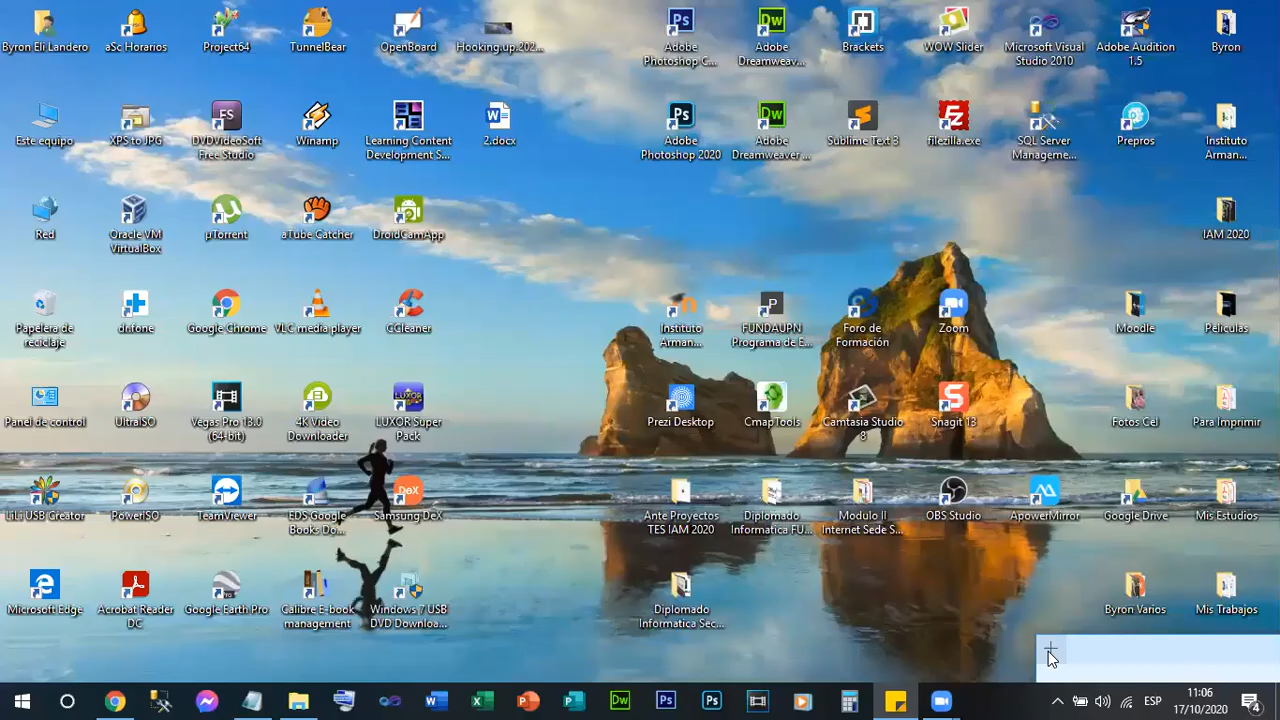 Byron Eli Landero
aSc Horarios
Project64
TunnelBear
OpenBoard
Hooking.up.202...
Adobe
Photoshop C...
Adobe
Dreamweav...
Brackets
WOW Slider
Microsoft Visual
Studio 2010
Adobe Audition
1.5
Byron
Este equipo
XPS to JPG
DVDVideoSoft
Free Studio
Winamp
Learning Content
Development S...
2.docx
Adobe
Photoshop 2020
Adobe
Dreamweaver ...
Sublime Text 3
filezilla.exe
SQL Server
Manageme...
Prepros
Instituto
Arman...
Red
Oracle VM
VirtualBox
µTorrent
aTube Catcher
DroidCamApp
IAM 2020
Papelera de
reciclaje
drifone
Google Chrome
VLC media player
CCleaner
Instituto
Arman...
FUNDAUPN
Programa de E...
Foro de
Formación
Zoom
Moodle
Peliculas
Panel de control
UltraISO
Vegas Pro 13.0
(64-bit)
4K Video
Downloader
LUXOR Super
Pack
Prezi Desktop
CmapTools
Camtasia Studio
8
Snagit 13
Fotos Cel
Para Imprimir
LiLi USB Creator
PowerISO
TeamViewer
EDS Google
Books Do...
Samsung DeX
Ante Proyectos
TES IAM 2020
Diplomado
Informatica FU...
Modulo II
Internet Sede S...
OBS Studio
ApowerMirror
Google Drive
Mis Estudios
Microsoft Edge
Acrobat Reader
DC
Google Earth Pro
Calibre E-book
management
Windows 7 USB
DVD Downloa...
Diplomado
Informatica Sec...
Byron Varios
Mis Trabajos
ESP
11:06
17/10/2020
4